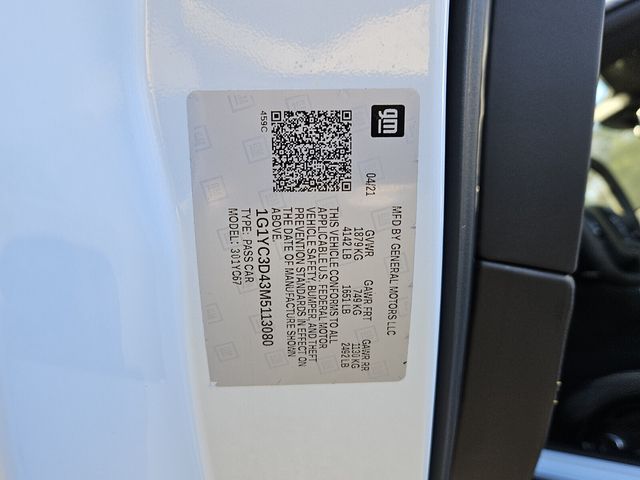 gm
459C
04/21
MFD BY GENERAL MOTORS LLC
GVWR GAWR FRT GAWR RR
1879 KG 749 KG 1130 KG
4142 LB 1651 LB 2492 LB
THIS VEHICLE CONFORMS TO ALL
APPLICABLE U.S. FEDERAL MOTOR
VEHICLE SAFETY, BUMPER, AND THEFT
PREVENTION STANDARDS IN EFFECT ON
THE DATE OF MANUFACTURE SHOWN
ABOVE.
1G1YC3D43M5113080
TYPE: PASS CAR
MODEL: 301YC67